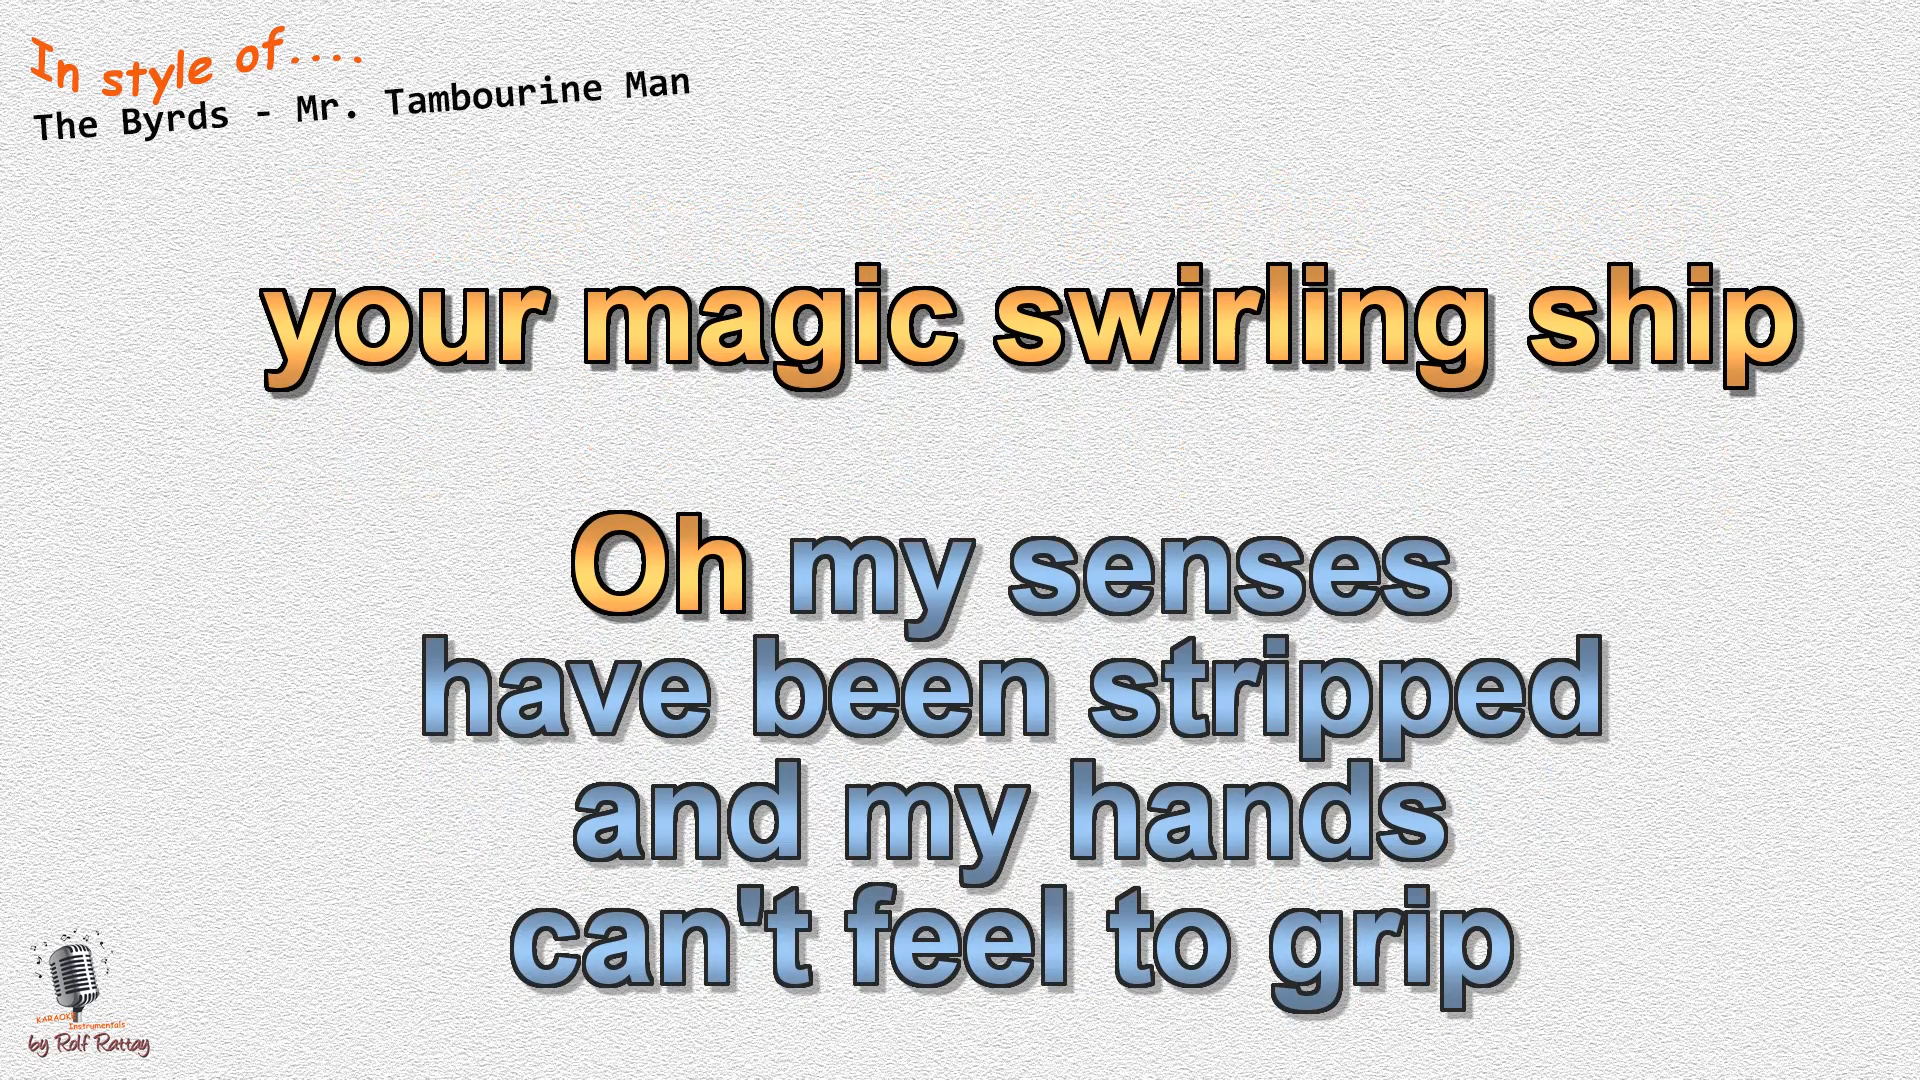 In style of....
The Byrds - Mr. Tambourine Man
your magic swirling ship
Oh my senses
have been stripped
and my hands
can't feel to grip
KARAOKE
Instrumentals
by Rolf Rattay